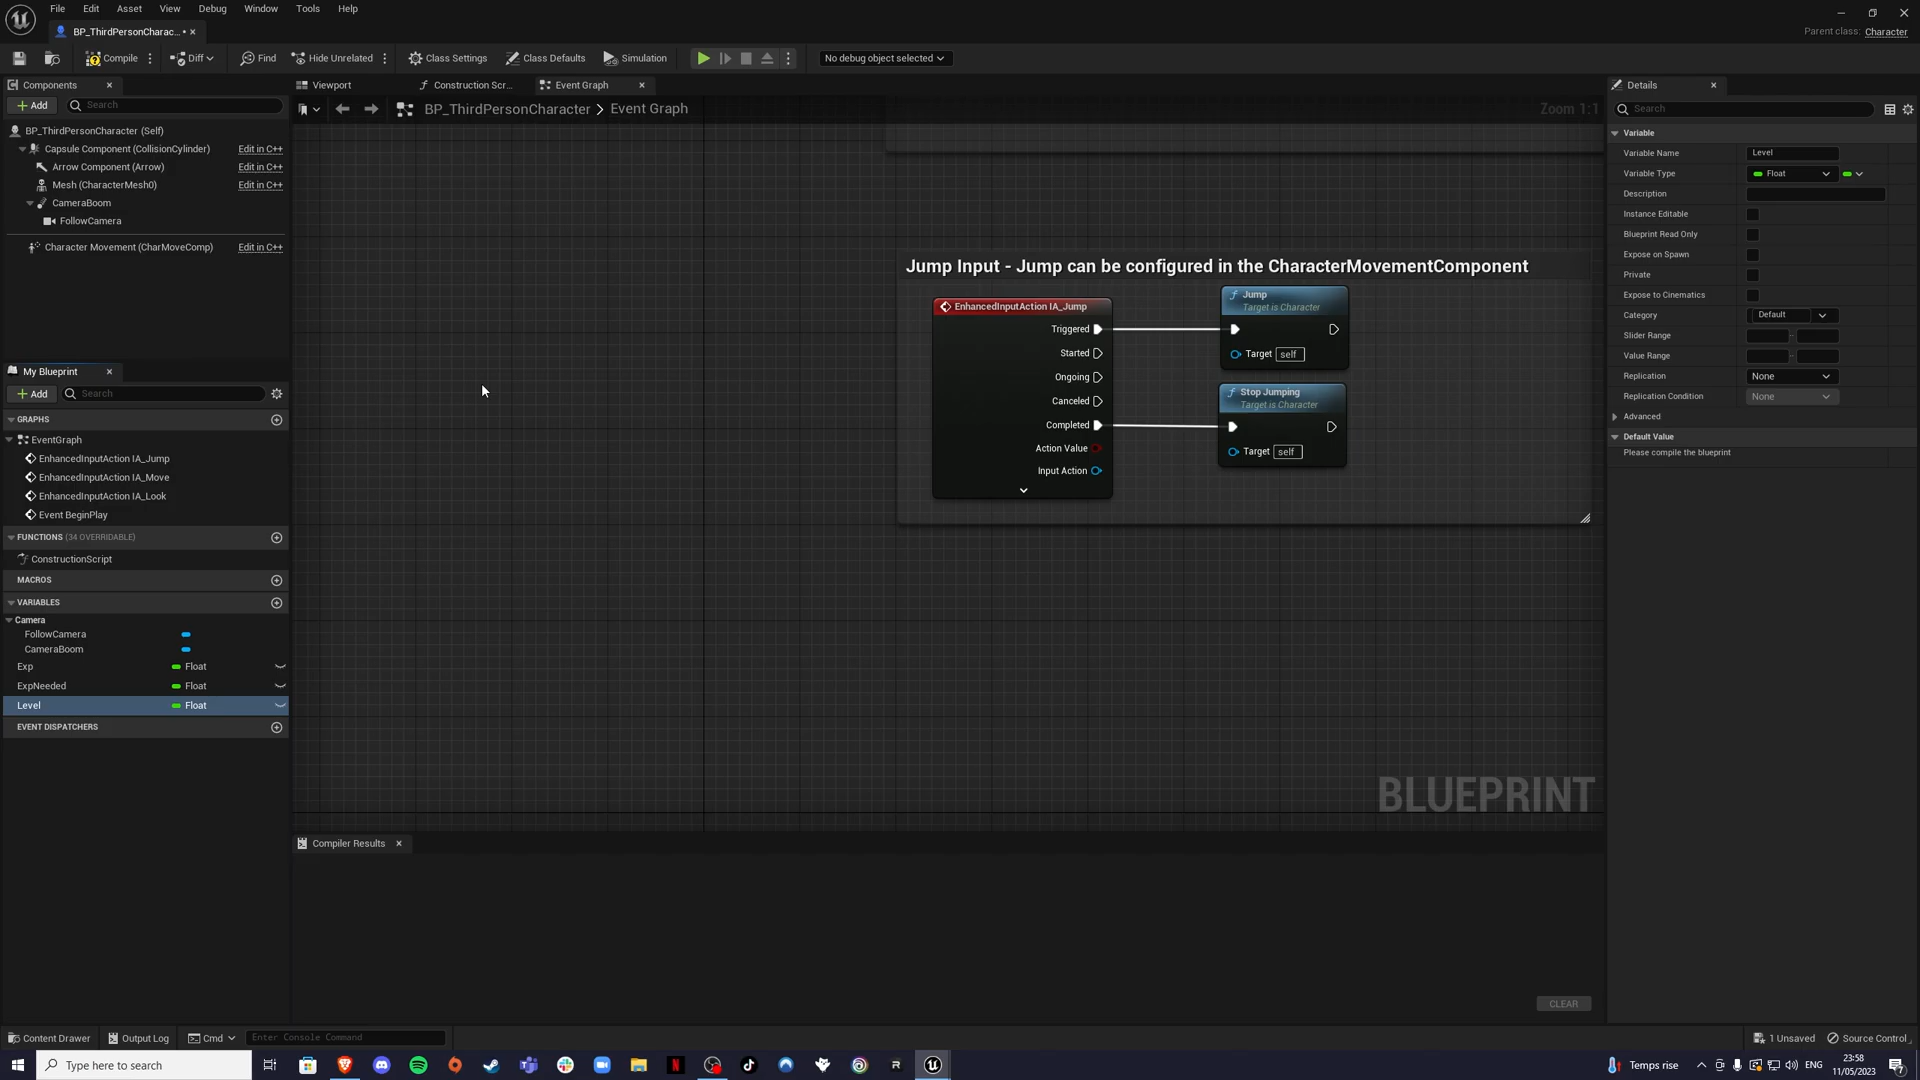 File Edit Asset View Debug Window Tools Help
BP_ThirdPersonCharac... •
Parent class: Character
Compile Diff Find Hide Unrelated Class Settings Class Defaults Simulation No debug object selected
Components
Add Search
BP_ThirdPersonCharacter (Self)
Capsule Component (CollisionCylinder) Edit in C++
Arrow Component (Arrow) Edit in C++
Mesh (CharacterMesh0) Edit in C++
CameraBoom
FollowCamera
Character Movement (CharMoveComp) Edit in C++
My Blueprint
Add Search
GRAPHS
EventGraph
EnhancedInputAction IA_Jump
EnhancedInputAction IA_Move
EnhancedInputAction IA_Look
Event BeginPlay
FUNCTIONS (34 OVERRIDABLE)
ConstructionScript
MACROS
VARIABLES
Camera
FollowCamera
CameraBoom
Exp Float
ExpNeeded Float
Level Float
EVENT DISPATCHERS
Viewport Construction Scr... Event Graph
BP_ThirdPersonCharacter > Event Graph
Zoom 1:1
Jump Input - Jump can be configured in the CharacterMovementComponent
EnhancedInputAction IA_Jump
Triggered
Started
Ongoing
Canceled
Completed
Action Value
Input Action
Jump
Target is Character
Target self
Stop Jumping
Target is Character
Target self
BLUEPRINT
Compiler Results
CLEAR
Details
Search
Variable
Variable Name Level
Variable Type Float
Description
Instance Editable
Blueprint Read Only
Expose on Spawn
Private
Expose to Cinematics
Category Default
Slider Range
Value Range
Replication None
Replication Condition None
Advanced
Default Value
Please compile the blueprint
Content Drawer Output Log Cmd Enter Console Command
1 Unsaved Source Control
Type here to search
Temps rise
ENG
23:58
11/05/2023
7